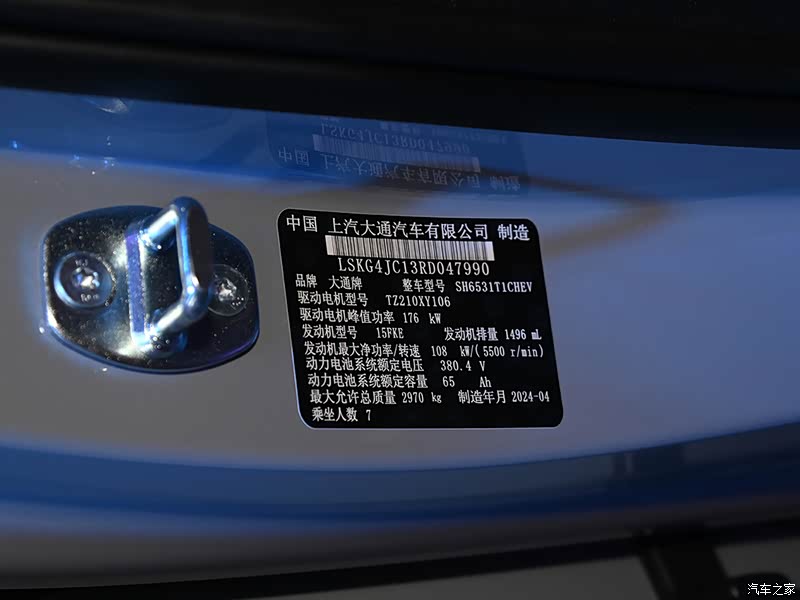 中国 上汽大通汽车有限公司 制造
LSKG4JC13RD047990
品牌 大通牌 整车型号 SH6531T1CHEV
驱动电机型号 TZ210XY106
驱动电机峰值功率 176 kW
发动机型号 15FKE 发动机排量 1496 mL
发动机最大净功率/转速 108 kW/(5500 r/min)
动力电池系统额定电压 380.4 V
动力电池系统额定容量 65 Ah
最大允许总质量 2970 kg 制造年月 2024-04
乘坐人数 7
汽车之家